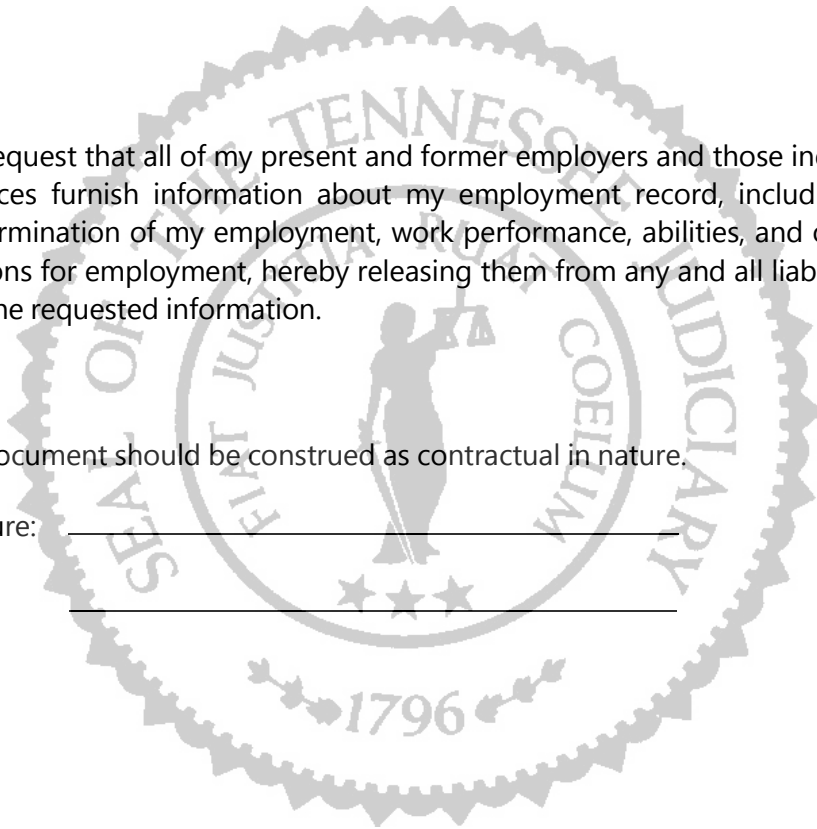 SEAL OF THE TENNESSEE JUDICIARY
FIAT JUSTITIA RUAT COELUM
equest that all of my present and former employers and those in
ces furnish information about my employment record, includ
rmination of my employment, work performance, abilities, and
ons for employment, hereby releasing them from any and all liab
he requested information.
ocument should be construed as contractual in nature.
ure:
1796